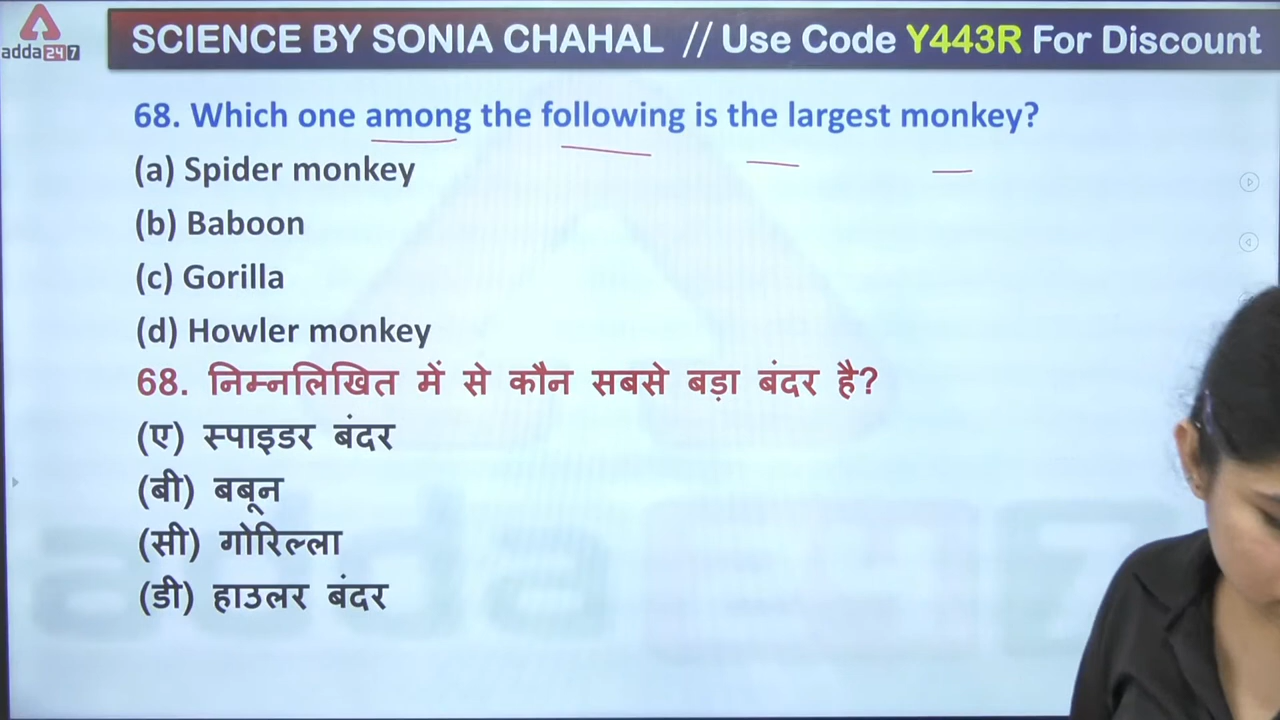 adda247
SCIENCE BY SONIA CHAHAL // Use Code Y443R For Discount
68. Which one among the following is the largest monkey?
(a) Spider monkey
(b) Baboon
(c) Gorilla
(d) Howler monkey
68. निम्नलिखित में से कौन सबसे बड़ा बंदर है?
(ए) स्पाइडर बंदर
(बी) बबून
(सी) गोरिल्ला
(डी) हाउलर बंदर
adda247